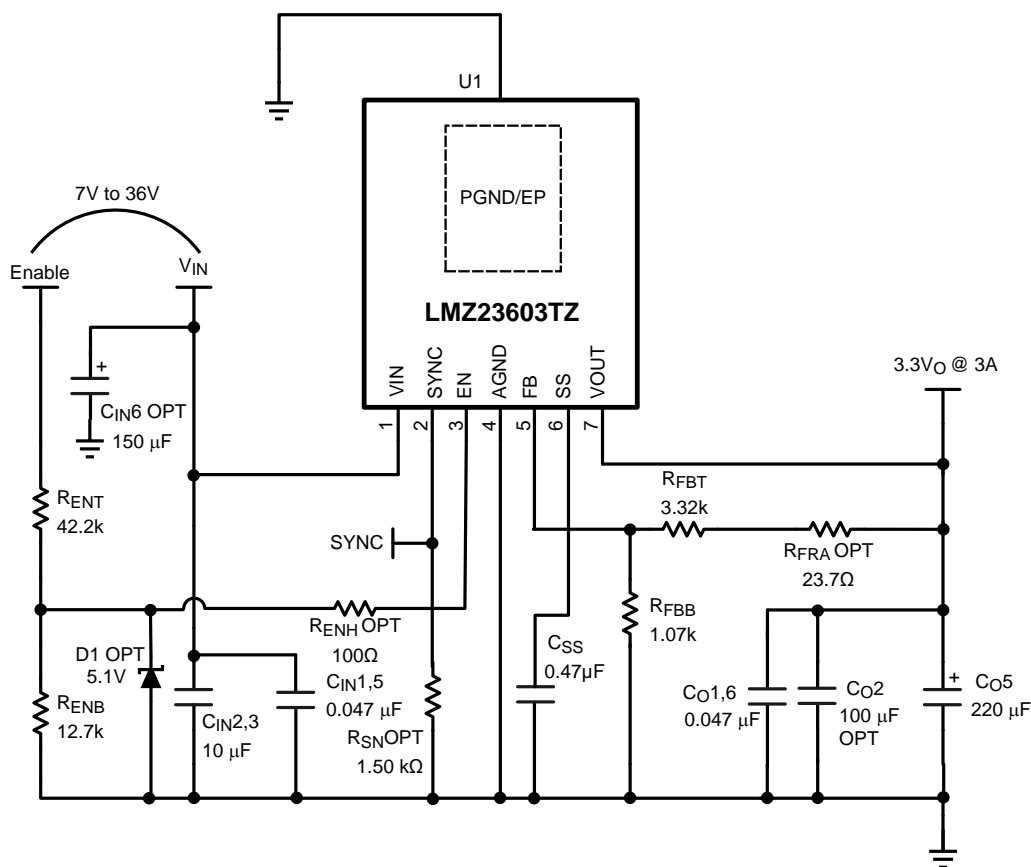 U1
PGND/EP
LMZ23603TZ
VIN
SYNC
EN
AGND
FB
SS
VOUT
1
2
3
4
5
6
7
7V to 36V
Enable
VIN
+
CIN6 OPT
150 μF
RENT
42.2k
SYNC
RENH OPT
100Ω
D1 OPT
5.1V
RENB
12.7k
CIN2,3
10 μF
CIN1,5
0.047 μF
RSN OPT
1.50 kΩ
CSS
0.47μF
3.3VO @ 3A
RFBT
3.32k
RFRA OPT
23.7Ω
RFBB
1.07k
CO1,6
0.047 μF
CO2
100 μF
OPT
+
CO5
220 μF